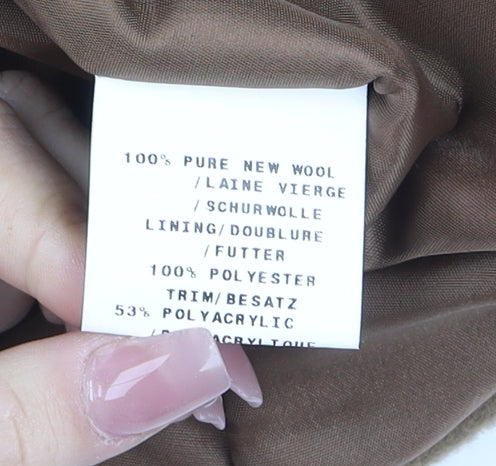 100% PURE NEW WOOL
/LAINE VIERGE
/SCHURWOLLE
LINING/DOUBLURE
/FUTTER
100% POLYESTER
TRIM/BESATZ
53% POLYACRYLIC